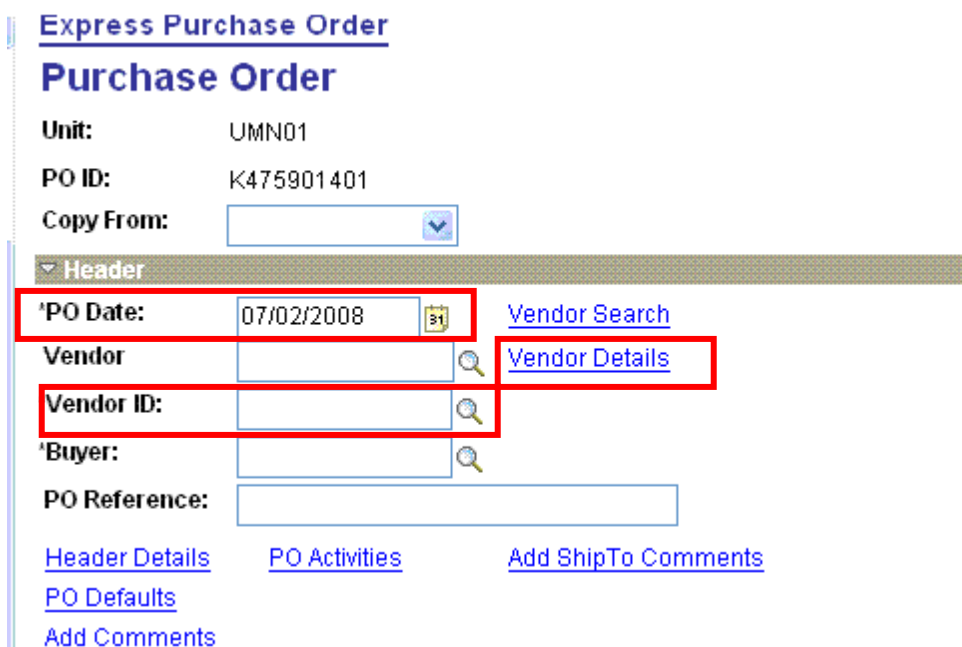 Express Purchase Order
Purchase Order
Unit: UMN01
PO ID: K475901401
Copy From:
Header
*PO Date: 07/02/2008 31 Vendor Search
Vendor Vendor Details
Vendor ID:
*Buyer:
PO Reference:
Header Details PO Activities Add ShipTo Comments
PO Defaults
Add Comments